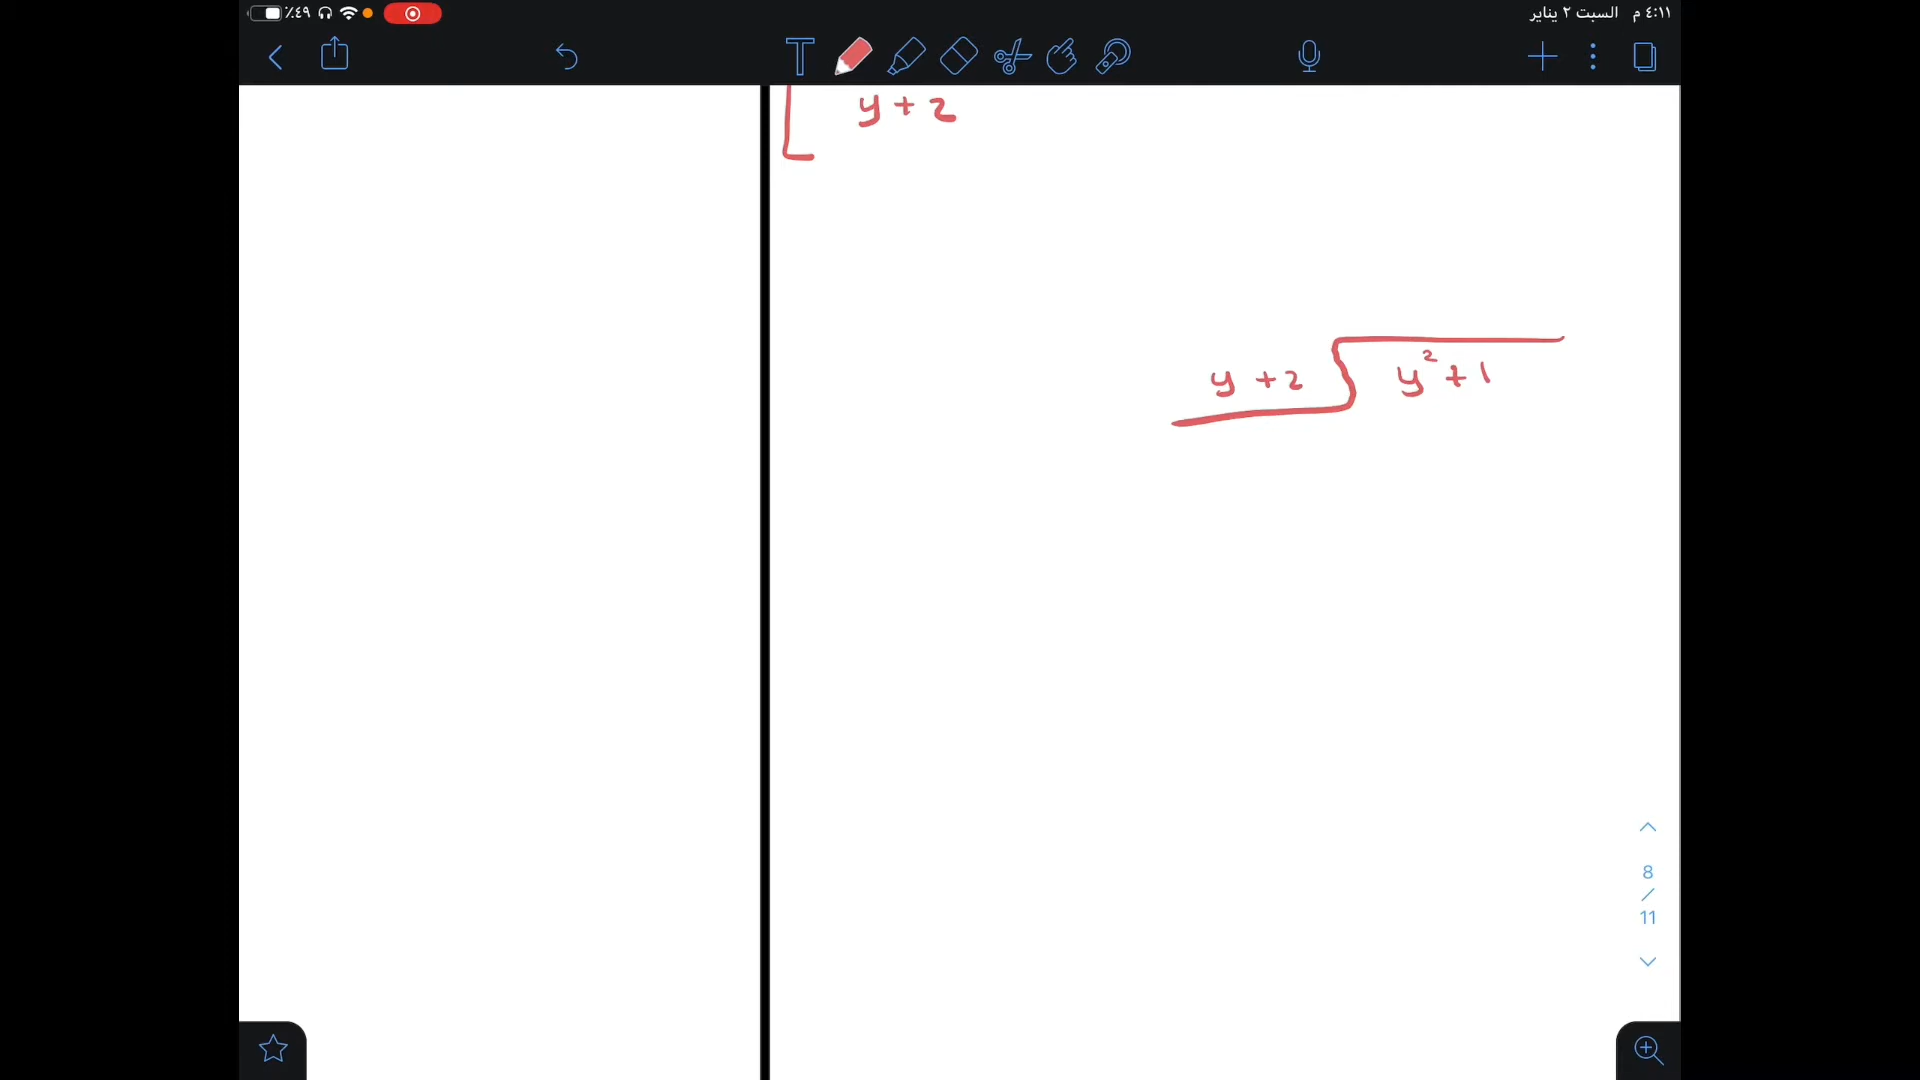 ٪٤٩
٤:١١ م السبت ٢ يناير
y + 2
y + 2 y² + 1
8
/
11